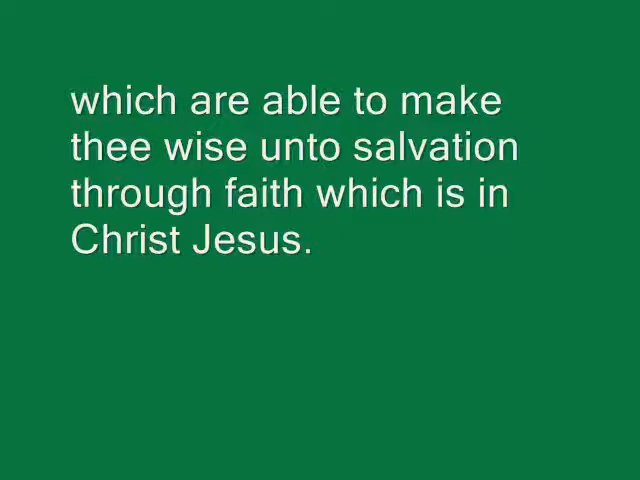 which are able to make
thee wise unto salvation
through faith which is in
Christ Jesus.